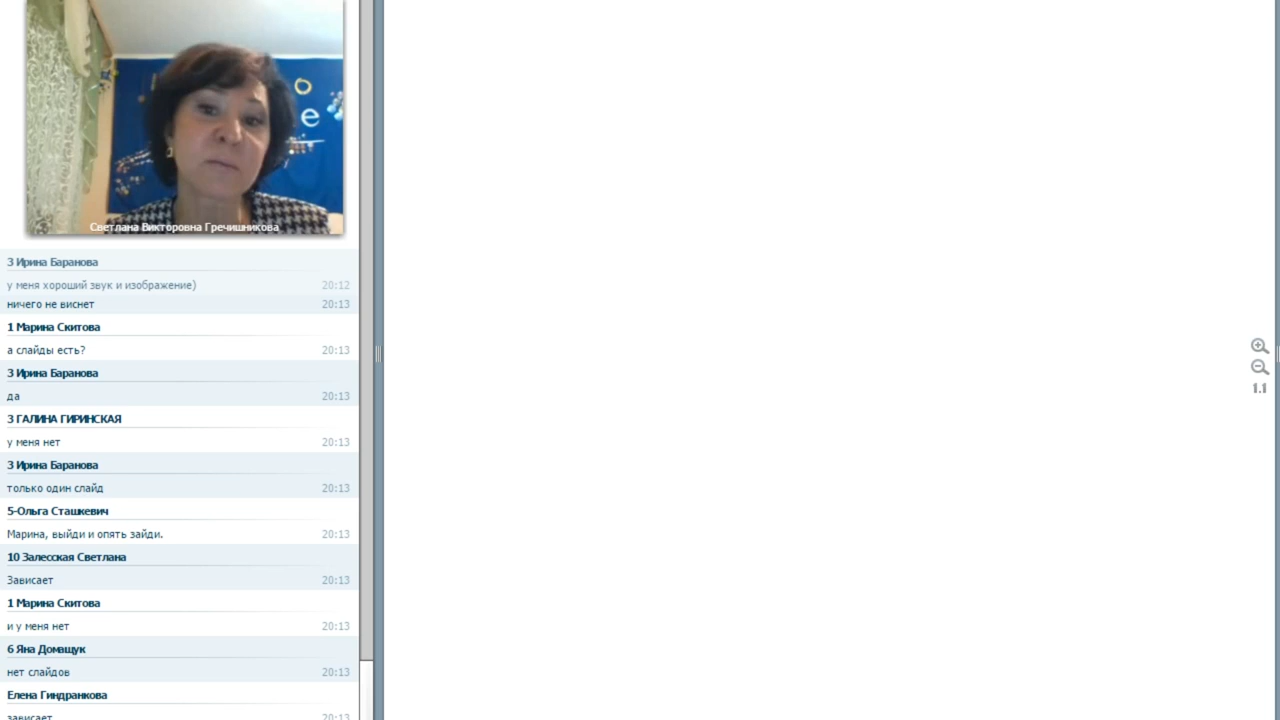 о
е
Светлана Викторовна Гречишникова
3 Ирина Баранова
у меня хороший звук и изображение) 20:12
ничего не виснет 20:13
1 Марина Скитова
а слайды есть? 20:13
3 Ирина Баранова
да 20:13
3 ГАЛИНА ГИРИНСКАЯ
у меня нет 20:13
3 Ирина Баранова
только один слайд 20:13
5-Ольга Сташкевич
Марина, выйди и опять зайди. 20:13
10 Залесская Светлана
Зависает 20:13
1 Марина Скитова
и у меня нет 20:13
6 Яна Домащук
нет слайдов 20:13
Елена Гиндранкова
зависает 20:13
1.1